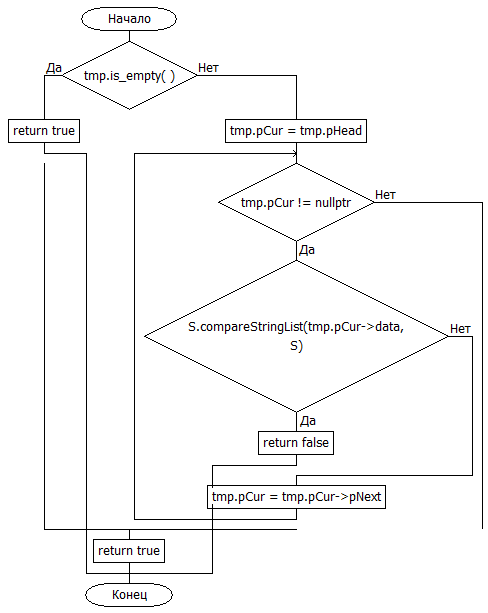 Начало
tmp.is_empty( )
Да
Нет
return true
tmp.pCur = tmp.pHead
tmp.pCur != nullptr
Нет
Да
S.compareStringList(tmp.pCur->data,
S)
Нет
Да
return false
tmp.pCur = tmp.pCur->pNext
return true
Конец